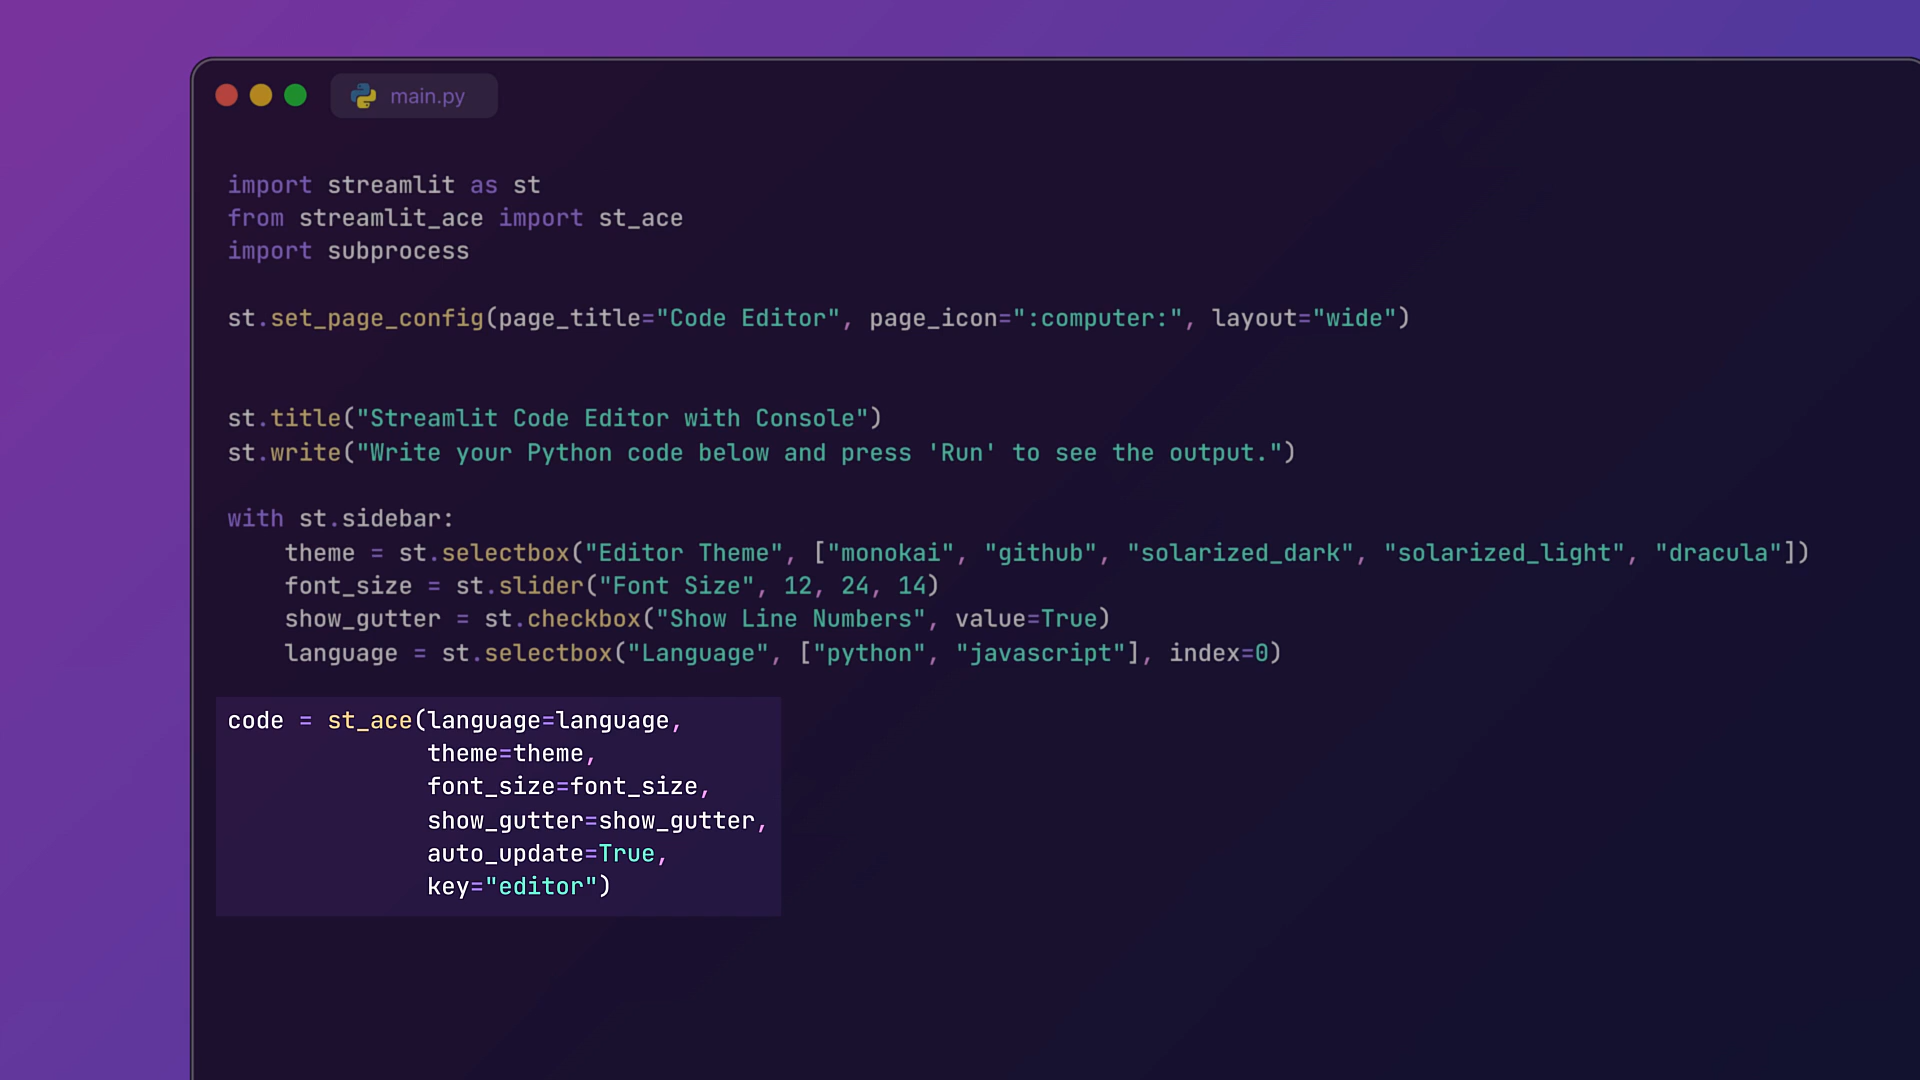 main.py
import streamlit as st
from streamlit_ace import st_ace
import subprocess
st.set_page_config(page_title="Code Editor", page_icon=":computer:", layout="wide")
st.title("Streamlit Code Editor with Console")
st.write("Write your Python code below and press 'Run' to see the output.")
with st.sidebar:
    theme = st.selectbox("Editor Theme", ["monokai", "github", "solarized_dark", "solarized_light", "dracula"])
    font_size = st.slider("Font Size", 12, 24, 14)
    show_gutter = st.checkbox("Show Line Numbers", value=True)
    language = st.selectbox("Language", ["python", "javascript"], index=0)
code = st_ace(language=language,
              theme=theme,
              font_size=font_size,
              show_gutter=show_gutter,
              auto_update=True,
              key="editor")